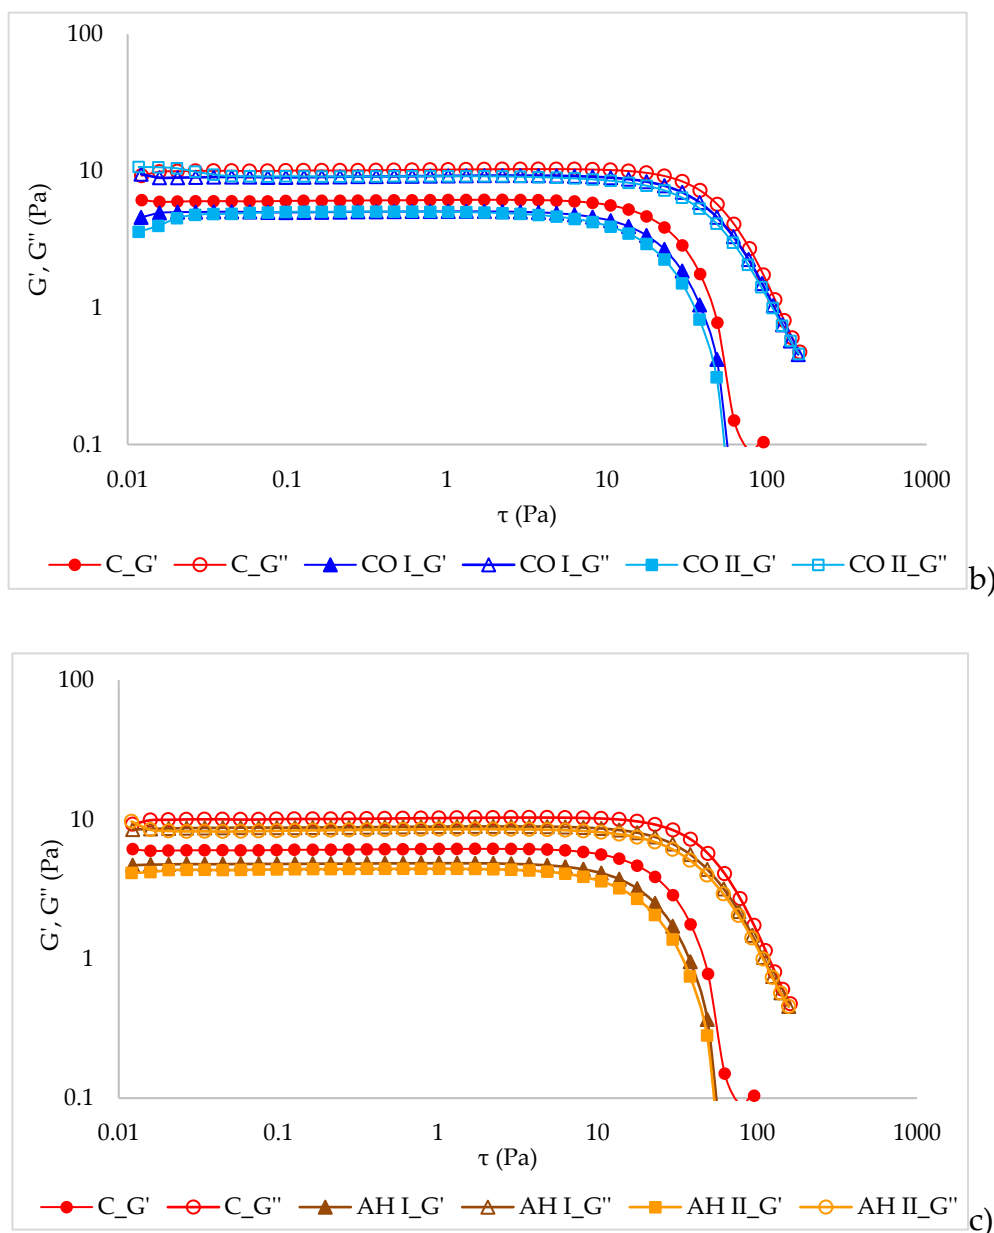 100
10
1
0.1
G', G'' (Pa)
0.01 0.1 1 10 100 1000
τ (Pa)
C_G' C_G'' CO I_G' CO I_G'' CO II_G' CO II_G''
b)
100
10
1
0.1
G', G'' (Pa)
0.01 0.1 1 10 100 1000
τ (Pa)
C_G' C_G'' AH I_G' AH I_G'' AH II_G' AH II_G''
c)